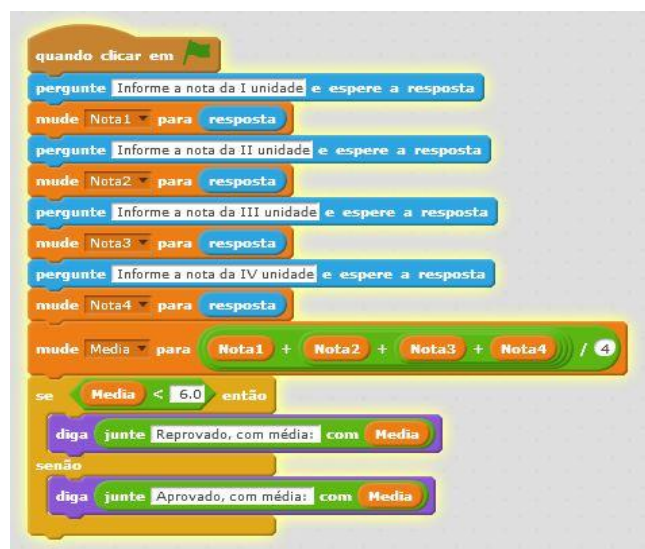 quando clicar em
pergunte Informe a nota da I unidade e espere a resposta
mude Nota1 para resposta
pergunte Informe a nota da II unidade e espere a resposta
mude Nota2 para resposta
pergunte Informe a nota da III unidade e espere a resposta
mude Nota3 para resposta
pergunte Informe a nota da IV unidade e espere a resposta
mude Nota4 para resposta
mude Media para Nota1 + Nota2 + Nota3 + Nota4 / 4
se Media < 6.0 então
diga junte Reprovado, com média: com Media
senão
diga junte Aprovado, com média: com Media